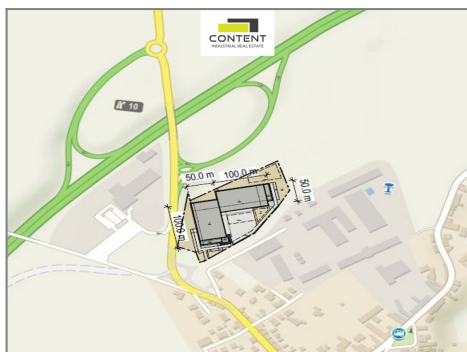 CONTENT
INDUSTRIAL REAL ESTATE
10
50.0 m
100.0 m
50.0 m
100.0 m